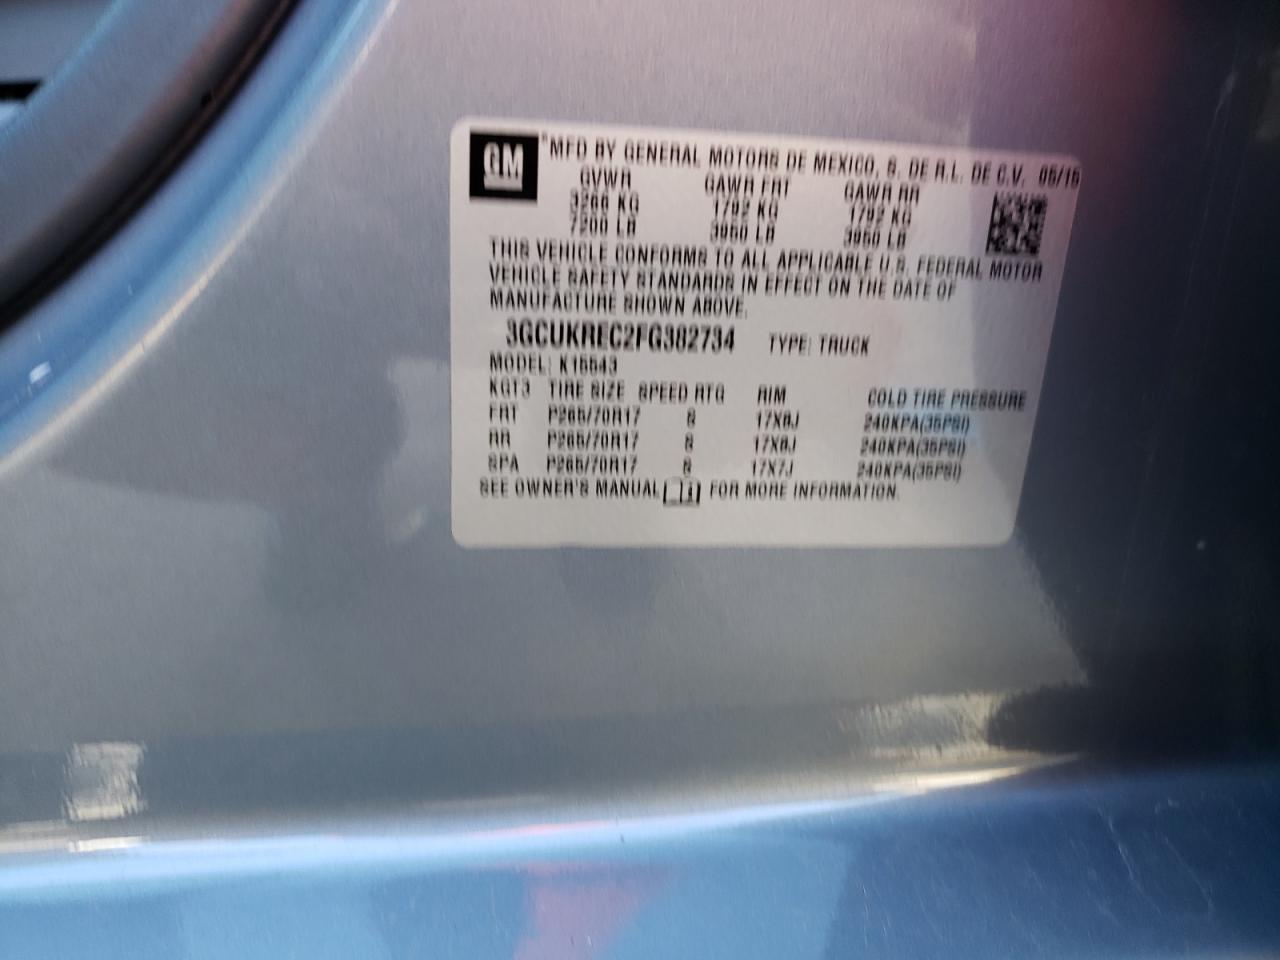 GM
*MFD BY GENERAL MOTORS DE MEXICO, S. DE R.L. DE C.V. 05/15
GVWR GAWR FRT GAWR RR
3266 KG 1792 KG 1792 KG
7200 LB 3950 LB 3950 LB
THIS VEHICLE CONFORMS TO ALL APPLICABLE U.S. FEDERAL MOTOR
VEHICLE SAFETY STANDARDS IN EFFECT ON THE DATE OF
MANUFACTURE SHOWN ABOVE.
3GCUKREC2FG382734 TYPE: TRUCK
MODEL: K15543
KGT3 TIRE SIZE SPEED RTG RIM COLD TIRE PRESSURE
FRT P265/70R17 S 17X8J 240KPA(35PSI)
RR P265/70R17 S 17X8J 240KPA(35PSI)
SPA P265/70R17 S 17X7J 240KPA(35PSI)
SEE OWNER'S MANUAL FOR MORE INFORMATION.